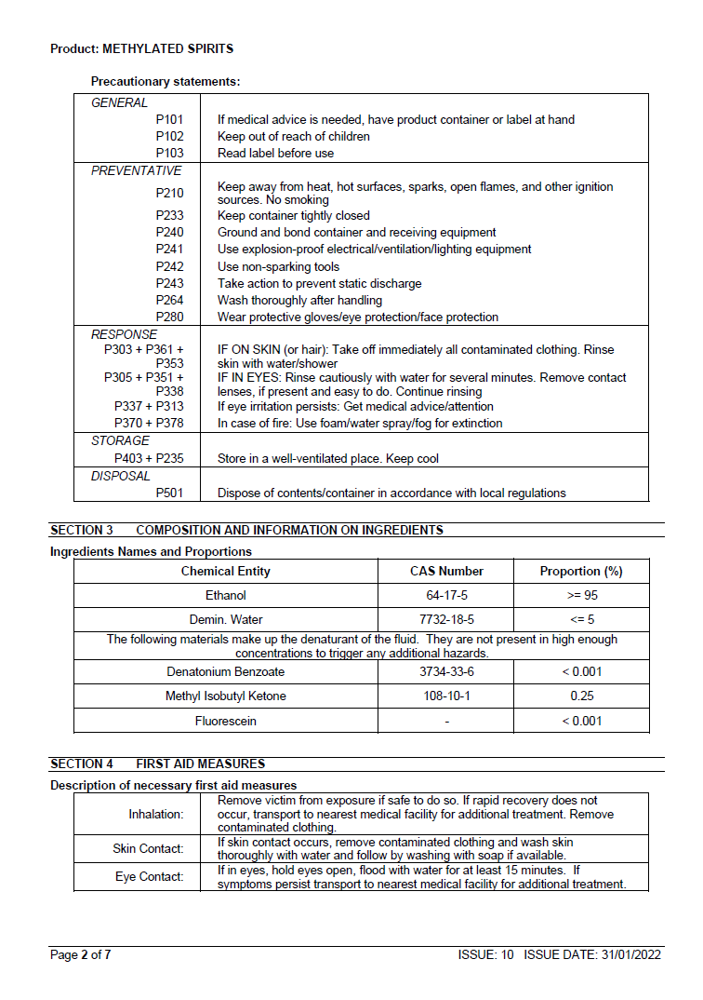 Product: METHYLATED SPIRITS
Precautionary statements:
GENERAL
P101 If medical advice is needed, have product container or label at hand
P102 Keep out of reach of children
P103 Read label before use
PREVENTATIVE
P210 Keep away from heat, hot surfaces, sparks, open flames, and other ignition
sources. No smoking
P233 Keep container tightly closed
P240 Ground and bond container and receiving equipment
P241 Use explosion-proof electrical/ventilation/lighting equipment
P242 Use non-sparking tools
P243 Take action to prevent static discharge
P264 Wash thoroughly after handling
P280 Wear protective gloves/eye protection/face protection
RESPONSE
P303 + P361 + IF ON SKIN (or hair): Take off immediately all contaminated clothing. Rinse
P353 skin with water/shower
P305 + P351 + IF IN EYES: Rinse cautiously with water for several minutes. Remove contact
P338 lenses, if present and easy to do. Continue rinsing
P337 + P313 If eye irritation persists: Get medical advice/attention
P370 + P378 In case of fire: Use foam/water spray/fog for extinction
STORAGE
P403 + P235 Store in a well-ventilated place. Keep cool
DISPOSAL
P501 Dispose of contents/container in accordance with local regulations
SECTION 3 COMPOSITION AND INFORMATION ON INGREDIENTS
Ingredients Names and Proportions
Chemical Entity CAS Number Proportion (%)
Ethanol 64-17-5 >= 95
Demin. Water 7732-18-5 <= 5
The following materials make up the denaturant of the fluid. They are not present in high enough
concentrations to trigger any additional hazards.
Denatonium Benzoate 3734-33-6 < 0.001
Methyl Isobutyl Ketone 108-10-1 0.25
Fluorescein - < 0.001
SECTION 4 FIRST AID MEASURES
Description of necessary first aid measures
Inhalation: Remove victim from exposure if safe to do so. If rapid recovery does not
occur, transport to nearest medical facility for additional treatment. Remove
contaminated clothing.
Skin Contact: If skin contact occurs, remove contaminated clothing and wash skin
thoroughly with water and follow by washing with soap if available.
Eye Contact: If in eyes, hold eyes open, flood with water for at least 15 minutes. If
symptoms persist transport to nearest medical facility for additional treatment.
Page 2 of 7 ISSUE: 10 ISSUE DATE: 31/01/2022